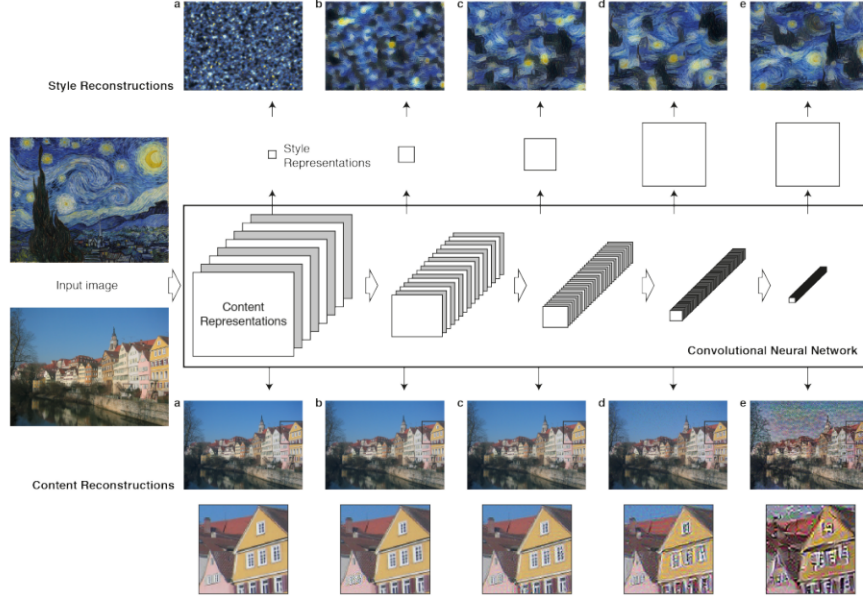 a
b
c
d
e
Style Reconstructions
Style
Representations
Input image
Content
Representations
Convolutional Neural Network
a
b
c
d
e
Content Reconstructions